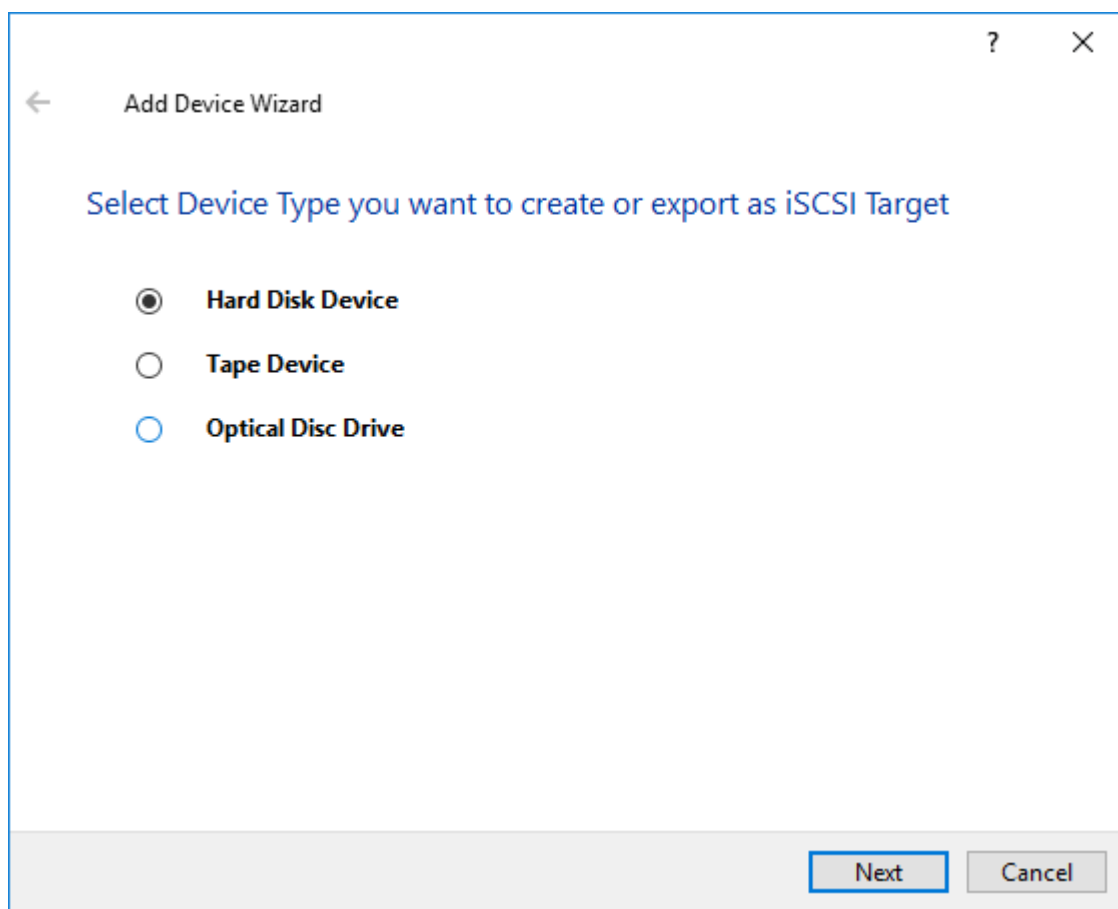 ?
Add Device Wizard
Select Device Type you want to create or export as iSCSI Target
Hard Disk Device
Tape Device
Optical Disc Drive
Next Cancel